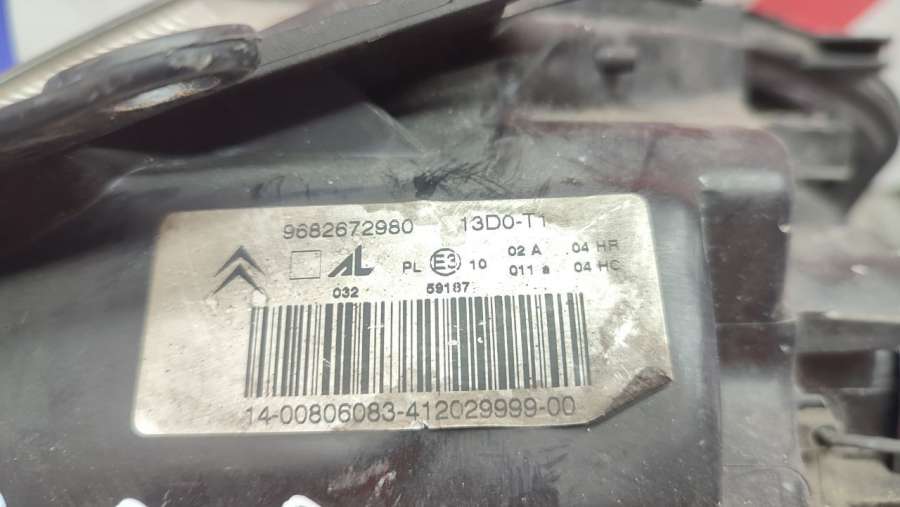 9682672980 13D0-T1
AL PL E3 10 02 A 04 HR
011 a 04 HC
032 59187
14-00806083-412029999-00